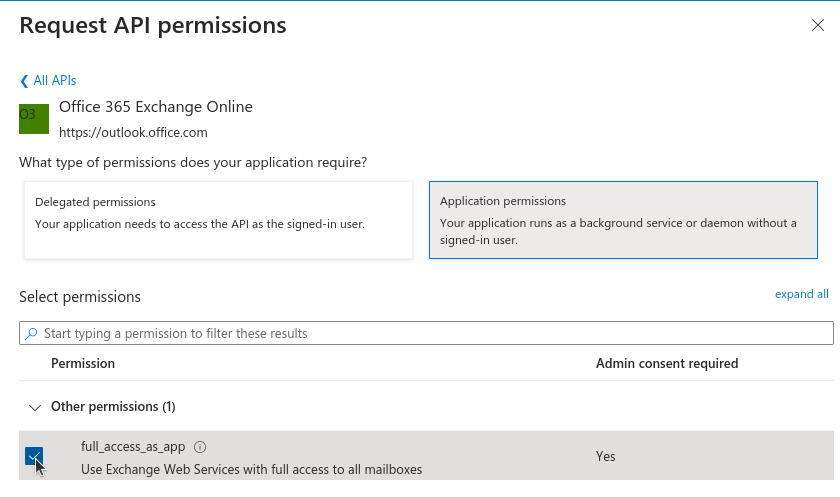 Request API permissions
All APIs
O3
Office 365 Exchange Online
https://outlook.office.com
What type of permissions does your application require?
Delegated permissions
Your application needs to access the API as the signed-in user.
Application permissions
Your application runs as a background service or daemon without a
signed-in user.
Select permissions
expand all
Start typing a permission to filter these results
Permission
Admin consent required
Other permissions (1)
full_access_as_app
Use Exchange Web Services with full access to all mailboxes
Yes